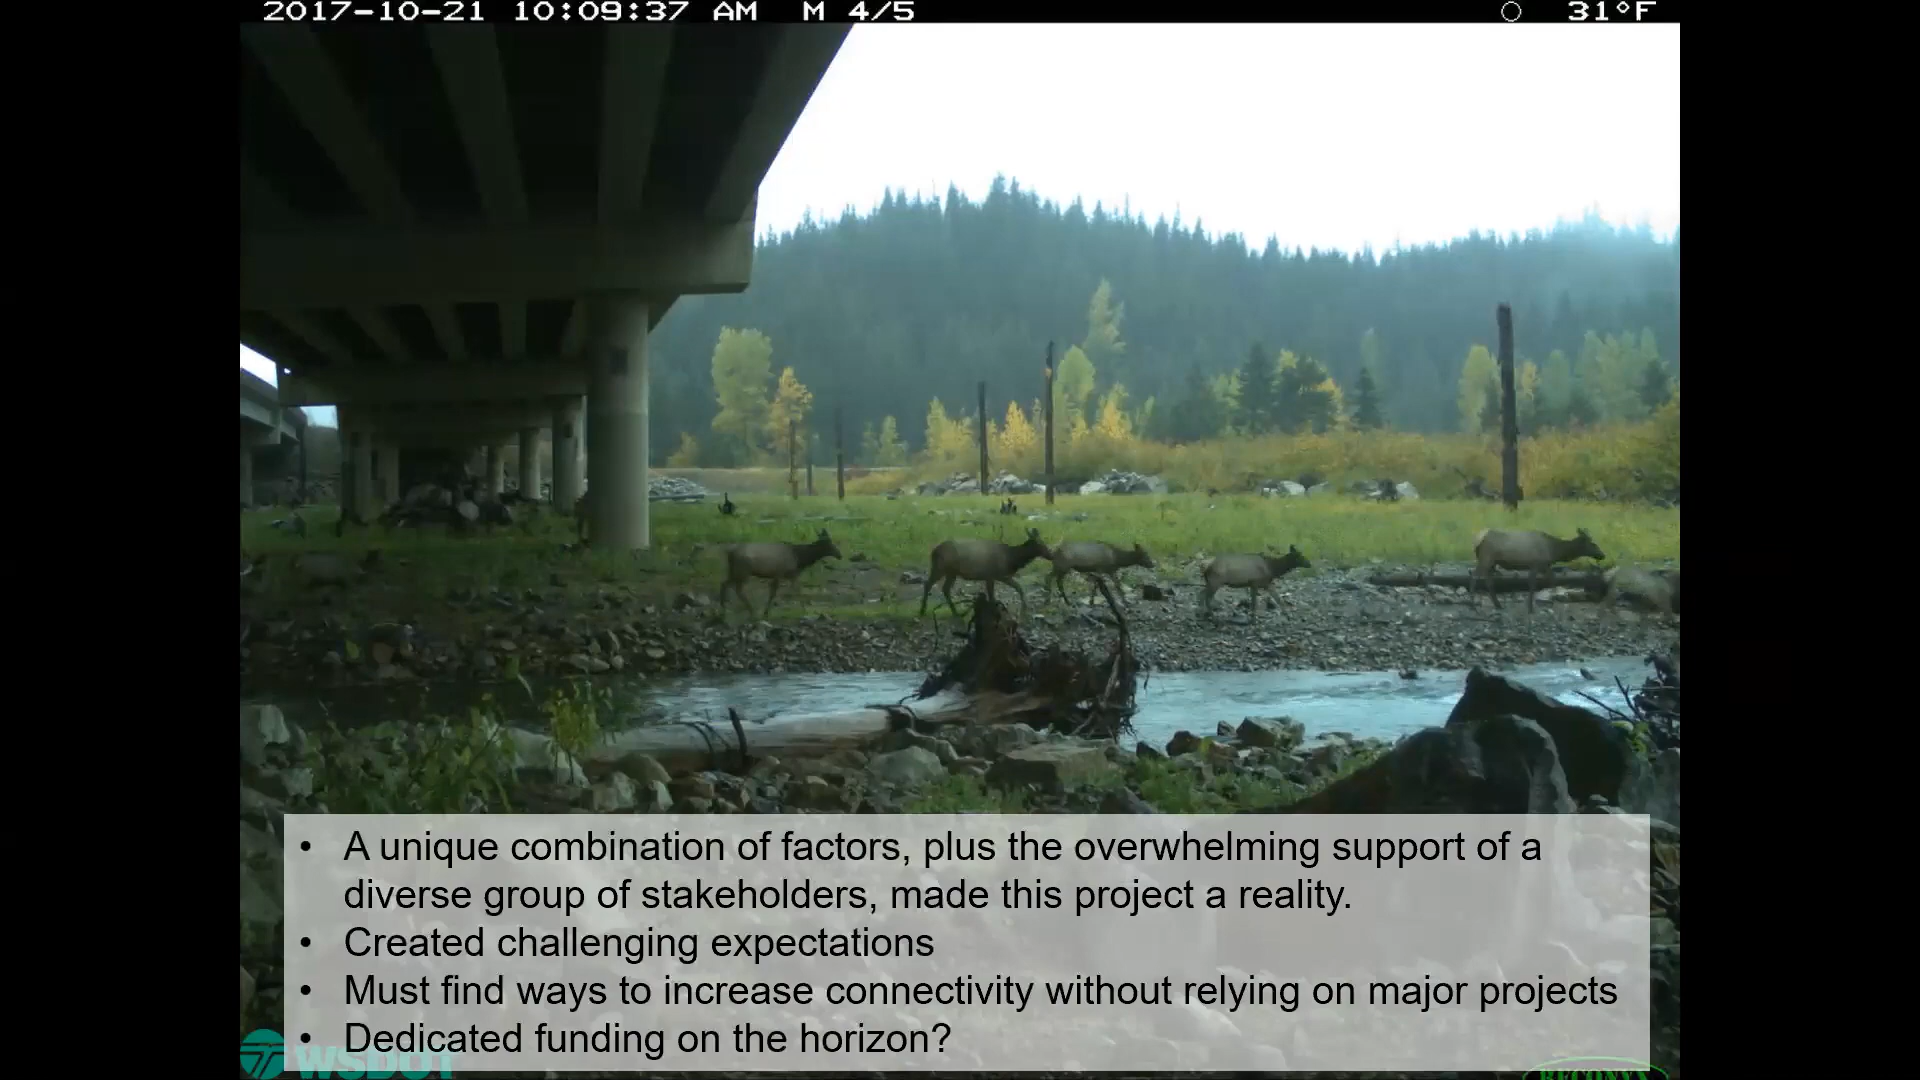 2017-10-21 10:09:37 AM M 4/5 31°F
• A unique combination of factors, plus the overwhelming support of a
diverse group of stakeholders, made this project a reality.
• Created challenging expectations
• Must find ways to increase connectivity without relying on major projects
• Dedicated funding on the horizon?
WSDOT
RECONYX